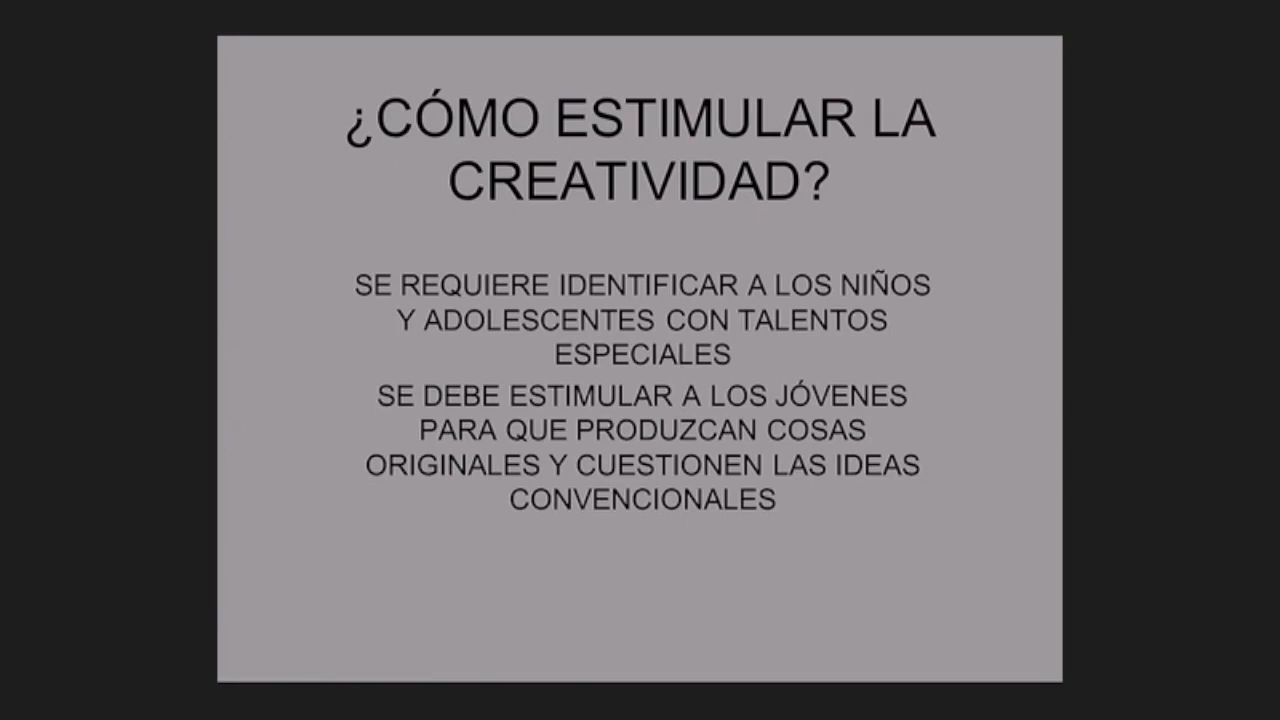 ¿CÓMO ESTIMULAR LA
CREATIVIDAD?
SE REQUIERE IDENTIFICAR A LOS NIÑOS
Y ADOLESCENTES CON TALENTOS
ESPECIALES
SE DEBE ESTIMULAR A LOS JÓVENES
PARA QUE PRODUZCAN COSAS
ORIGINALES Y CUESTIONEN LAS IDEAS
CONVENCIONALES